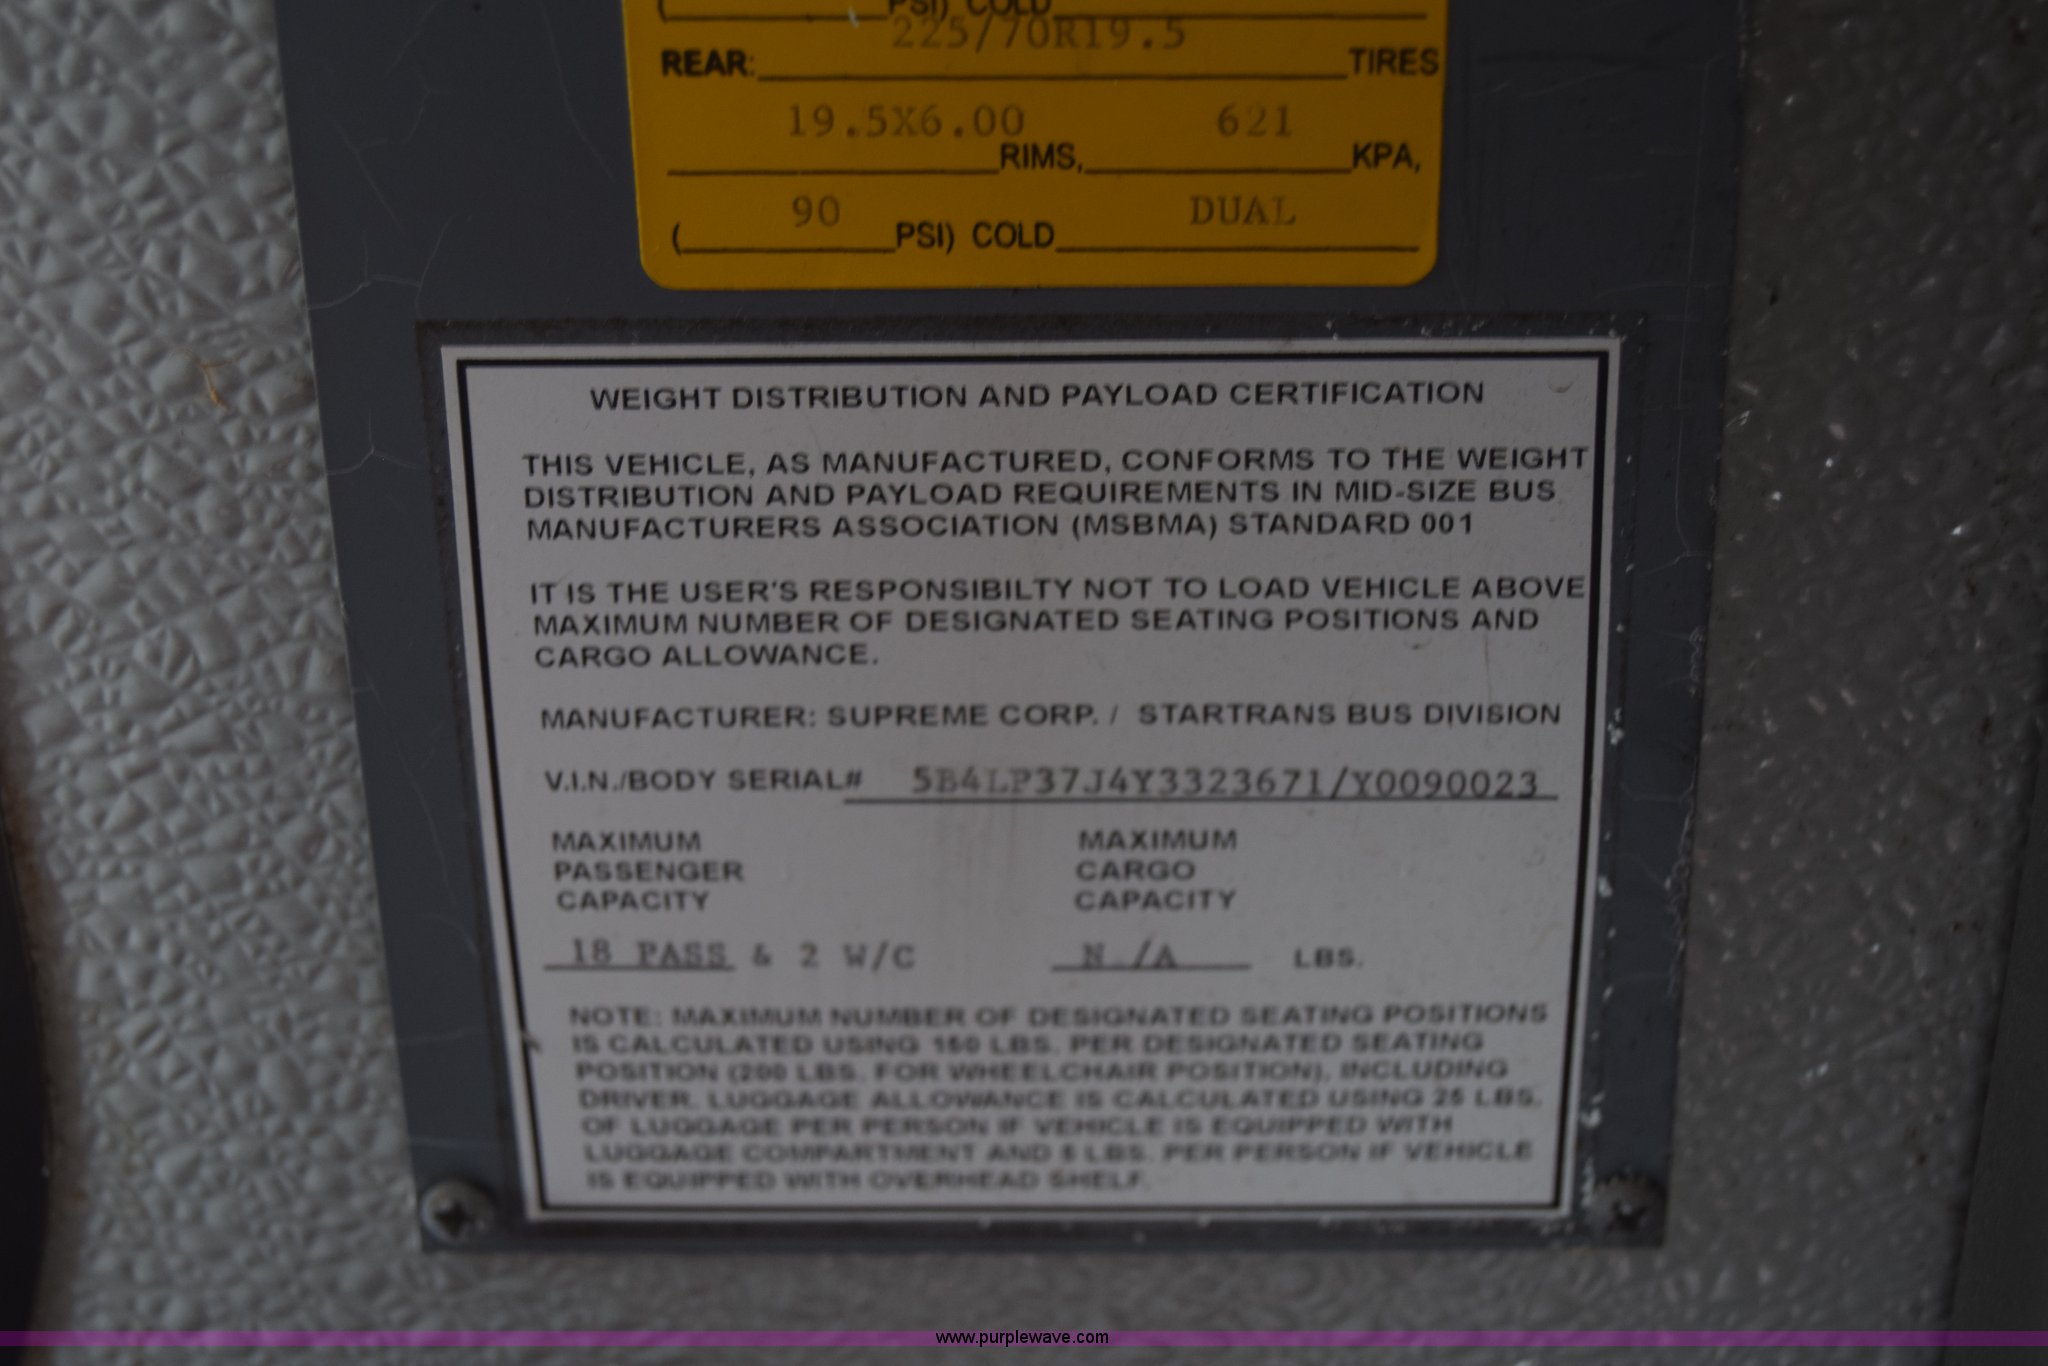 ( PSI) COLD
225/70R19.5
REAR: TIRES
19.5X6.00 621
RIMS, KPA,
90 DUAL
( PSI) COLD
WEIGHT DISTRIBUTION AND PAYLOAD CERTIFICATION
THIS VEHICLE, AS MANUFACTURED, CONFORMS TO THE WEIGHT
DISTRIBUTION AND PAYLOAD REQUIREMENTS IN MID-SIZE BUS
MANUFACTURERS ASSOCIATION (MSBMA) STANDARD 001
IT IS THE USER'S RESPONSIBILTY NOT TO LOAD VEHICLE ABOVE
MAXIMUM NUMBER OF DESIGNATED SEATING POSITIONS AND
CARGO ALLOWANCE.
MANUFACTURER: SUPREME CORP. / STARTRANS BUS DIVISION
V.I.N./BODY SERIAL# 5B4LP37J4Y3323671/Y0090023
MAXIMUM MAXIMUM
PASSENGER CARGO
CAPACITY CAPACITY
18 PASS & 2 W/C N/A LBS.
NOTE: MAXIMUM NUMBER OF DESIGNATED SEATING POSITIONS
IS CALCULATED USING 150 LBS. PER DESIGNATED SEATING
POSITION (200 LBS. FOR WHEELCHAIR POSITION), INCLUDING
DRIVER. LUGGAGE ALLOWANCE IS CALCULATED USING 25 LBS.
OF LUGGAGE PER PERSON IF VEHICLE IS EQUIPPED WITH
LUGGAGE COMPARTMENT AND 5 LBS. PER PERSON IF VEHICLE
IS EQUIPPED WITH OVERHEAD SHELF.
www.purplewave.com